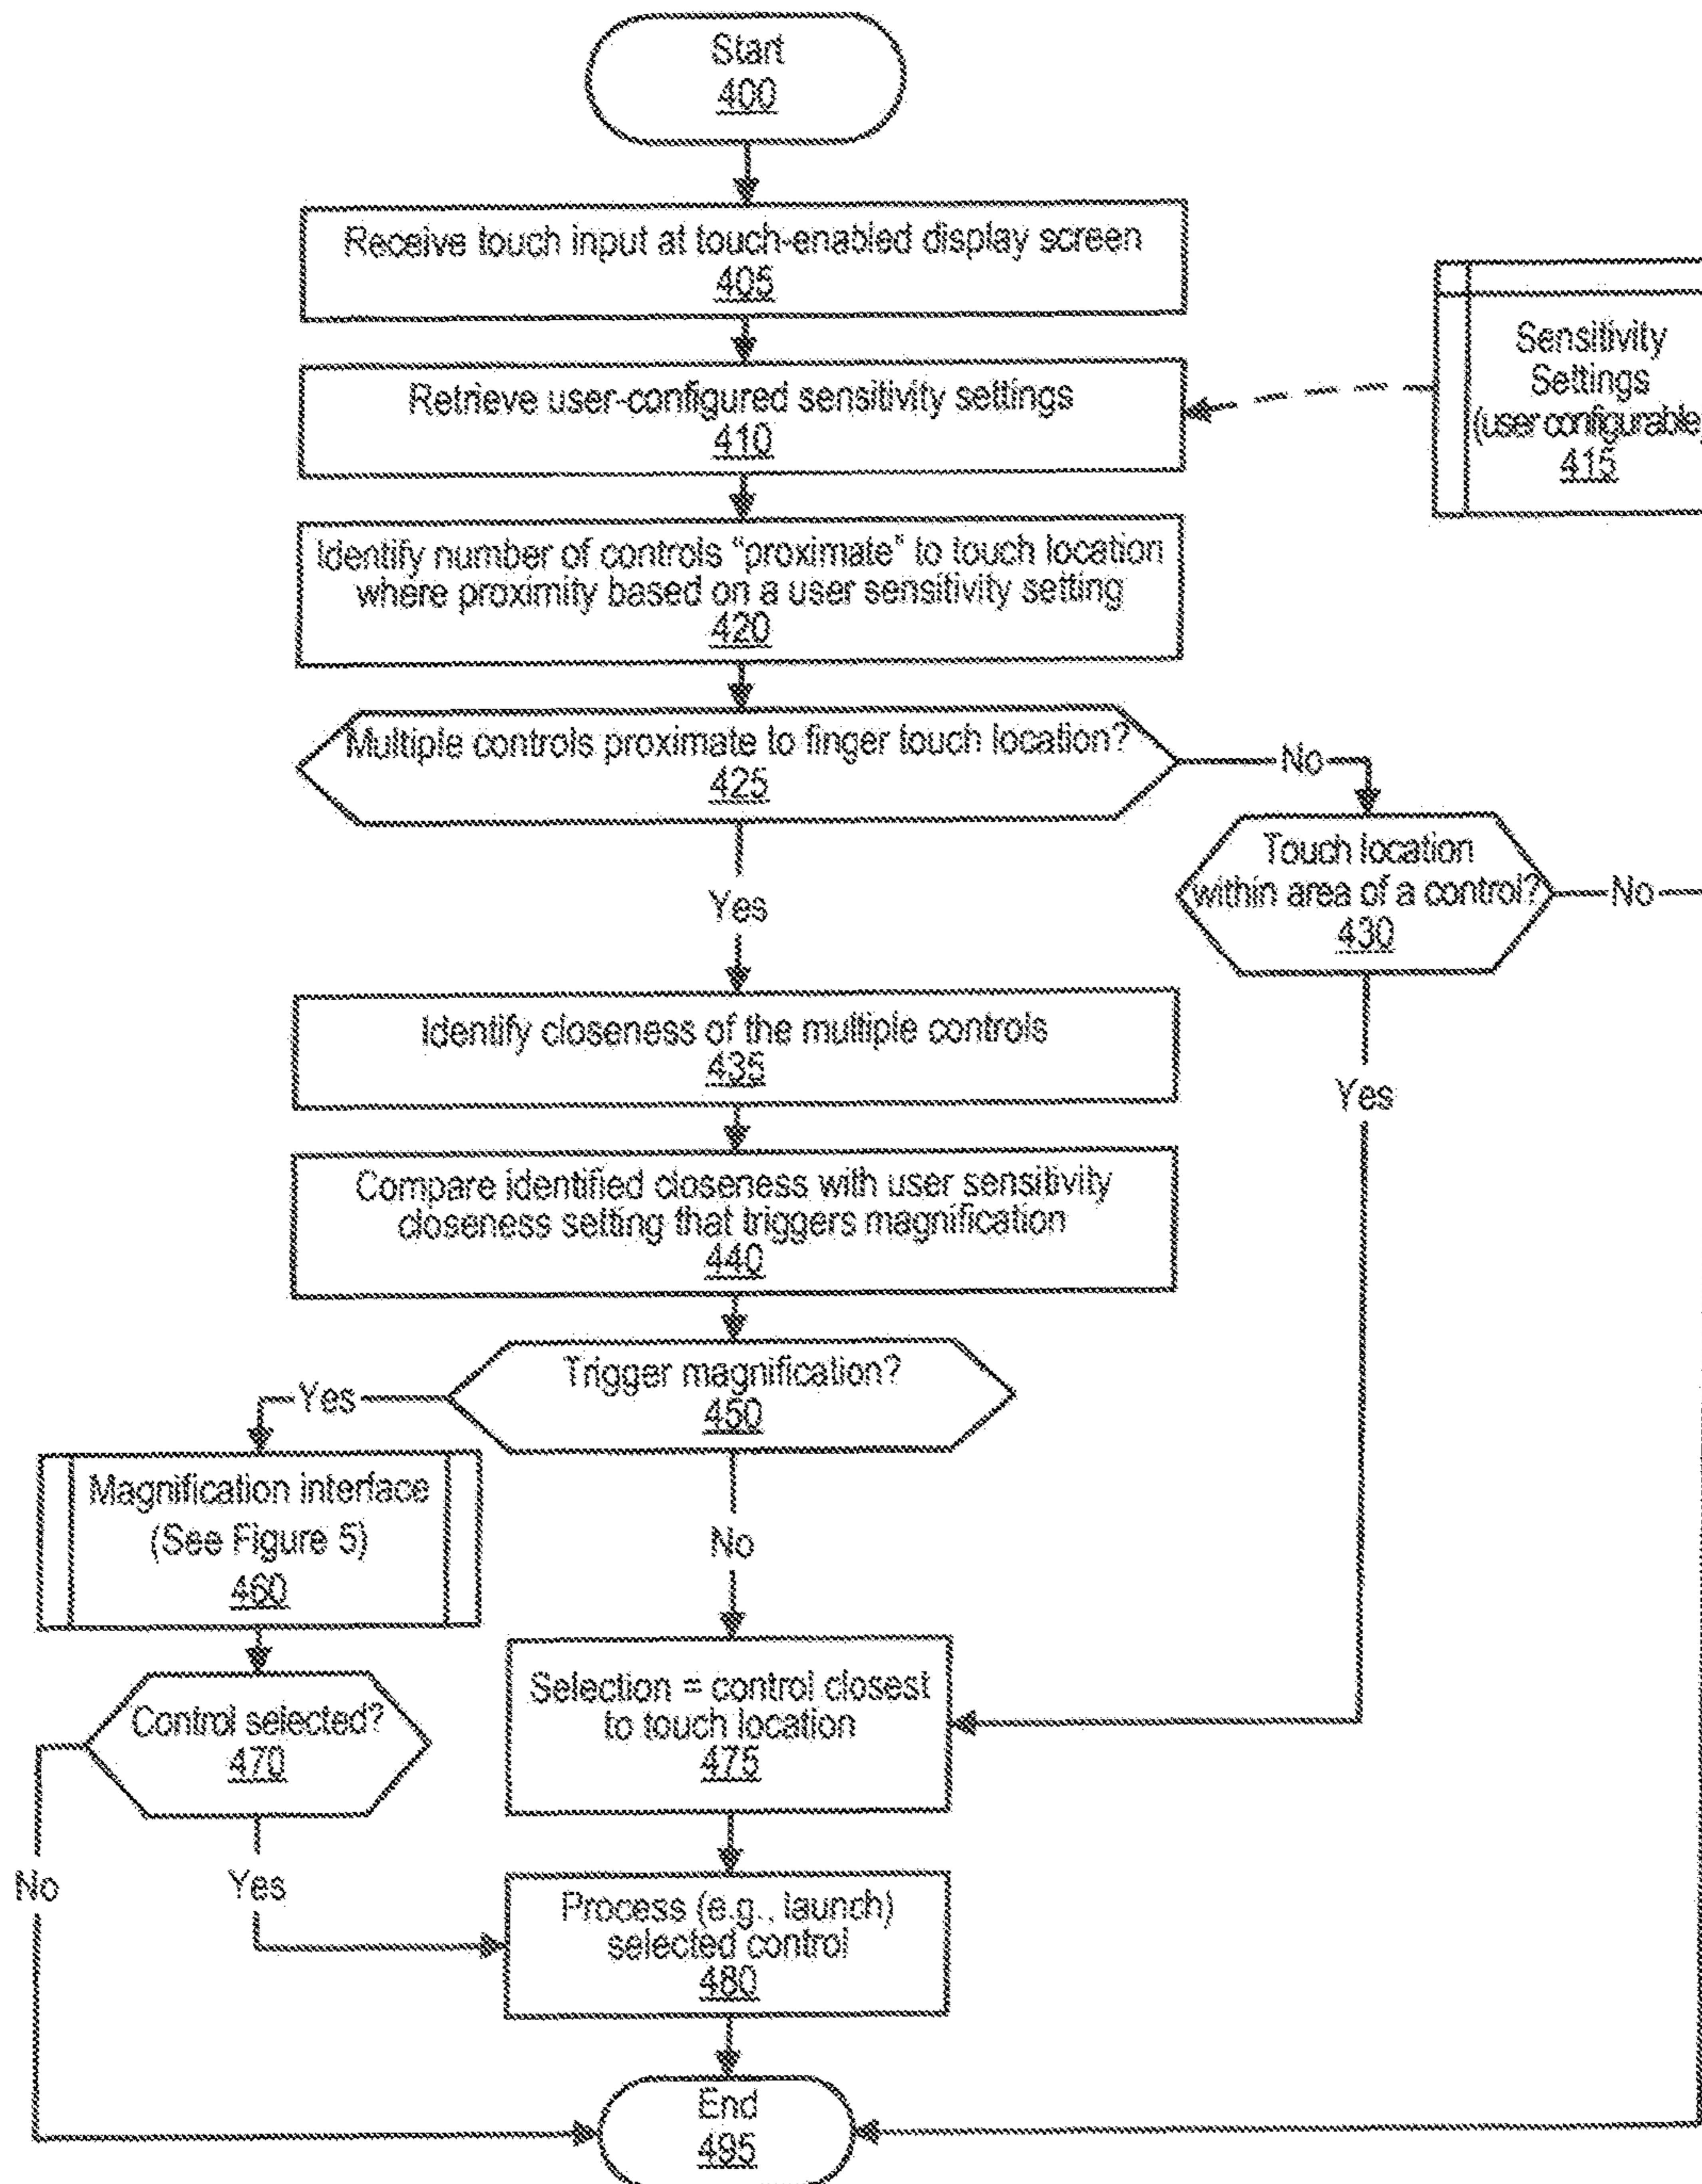 Start
400
Receive touch input at touch-enabled display screen
405
Retrieve user-configured sensitivity settings
410
Sensitivity
Settings
(user configurable
415
Identify number of controls “proximate” to touch location
where proximity based on a user sensitivity setting
420
Multiple controls proximate to finger touch location?
425
No
Touch location
within area of a control?
430
No
Yes
Identify closeness of the multiple controls
435
Yes
Compare identified closeness with user sensitivity
closeness setting that triggers magnification
440
Trigger magnification?
450
Yes
Magnification interface
(See Figure 5)
460
No
Control selected?
470
Selection = control closest
to touch location
475
No
Yes
Process (e.g., launch)
selected control
480
End
495